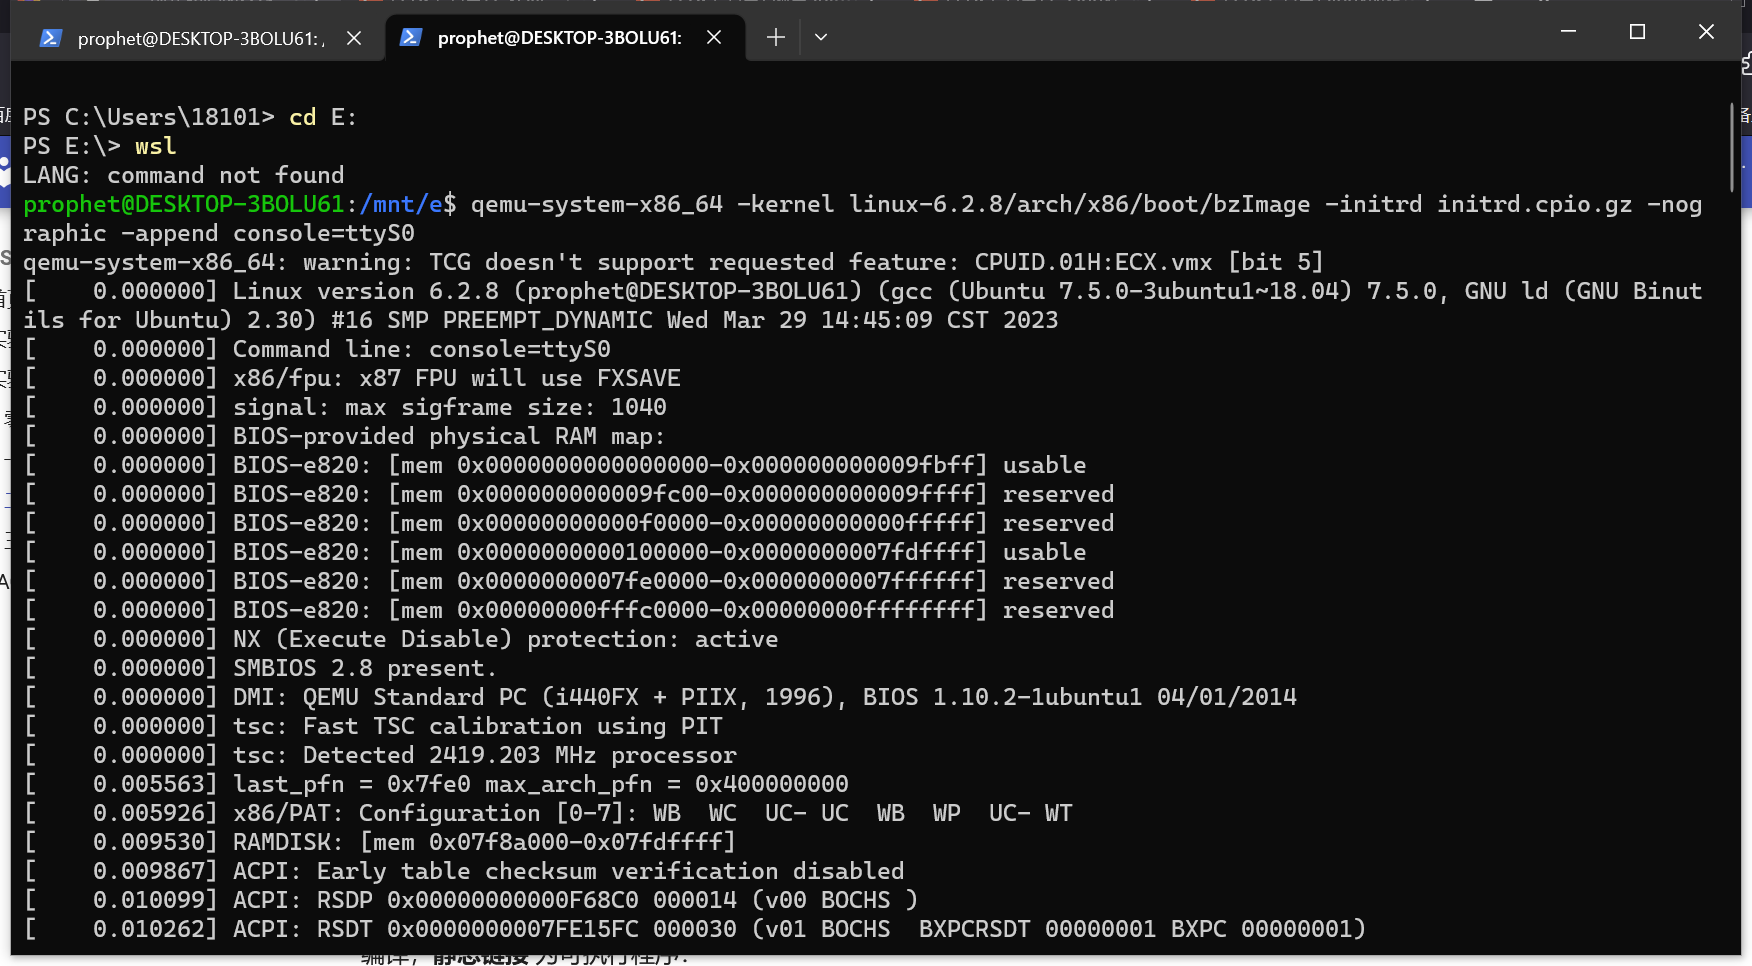 prophet@DESKTOP-3BOLU61: /
prophet@DESKTOP-3BOLU61:
PS C:\Users\18101> cd E:
PS E:\> wsl
LANG: command not found
prophet@DESKTOP-3BOLU61:/mnt/e$ qemu-system-x86_64 -kernel linux-6.2.8/arch/x86/boot/bzImage -initrd initrd.cpio.gz -nog
raphic -append console=ttyS0
qemu-system-x86_64: warning: TCG doesn't support requested feature: CPUID.01H:ECX.vmx [bit 5]
[    0.000000] Linux version 6.2.8 (prophet@DESKTOP-3BOLU61) (gcc (Ubuntu 7.5.0-3ubuntu1~18.04) 7.5.0, GNU ld (GNU Binut
ils for Ubuntu) 2.30) #16 SMP PREEMPT_DYNAMIC Wed Mar 29 14:45:09 CST 2023
[    0.000000] Command line: console=ttyS0
[    0.000000] x86/fpu: x87 FPU will use FXSAVE
[    0.000000] signal: max sigframe size: 1040
[    0.000000] BIOS-provided physical RAM map:
[    0.000000] BIOS-e820: [mem 0x0000000000000000-0x000000000009fbff] usable
[    0.000000] BIOS-e820: [mem 0x000000000009fc00-0x000000000009ffff] reserved
[    0.000000] BIOS-e820: [mem 0x00000000000f0000-0x00000000000fffff] reserved
[    0.000000] BIOS-e820: [mem 0x0000000000100000-0x0000000007fdffff] usable
[    0.000000] BIOS-e820: [mem 0x0000000007fe0000-0x0000000007ffffff] reserved
[    0.000000] BIOS-e820: [mem 0x00000000fffc0000-0x00000000ffffffff] reserved
[    0.000000] NX (Execute Disable) protection: active
[    0.000000] SMBIOS 2.8 present.
[    0.000000] DMI: QEMU Standard PC (i440FX + PIIX, 1996), BIOS 1.10.2-1ubuntu1 04/01/2014
[    0.000000] tsc: Fast TSC calibration using PIT
[    0.000000] tsc: Detected 2419.203 MHz processor
[    0.005563] last_pfn = 0x7fe0 max_arch_pfn = 0x400000000
[    0.005926] x86/PAT: Configuration [0-7]: WB  WC  UC- UC  WB  WP  UC- WT
[    0.009530] RAMDISK: [mem 0x07f8a000-0x07fdffff]
[    0.009867] ACPI: Early table checksum verification disabled
[    0.010099] ACPI: RSDP 0x00000000000F68C0 000014 (v00 BOCHS )
[    0.010262] ACPI: RSDT 0x0000000007FE15FC 000030 (v01 BOCHS  BXPCRSDT 00000001 BXPC 00000001)